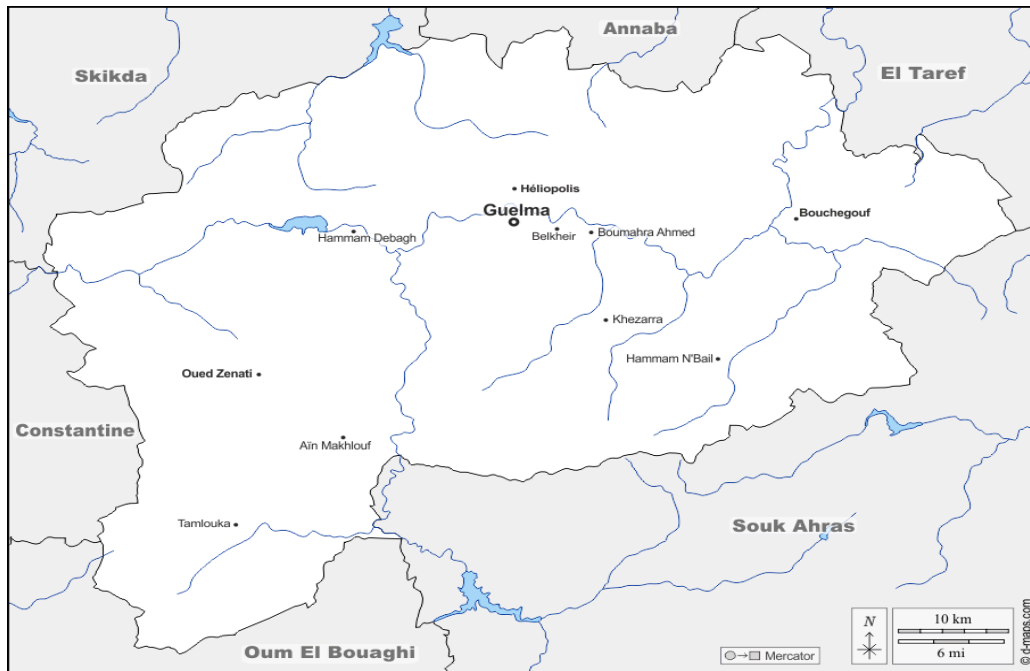 Annaba
Skikda
El Taref
Héliopolis
Guelma
Bouchegouf
Hammam Debagh
Belkheir
Boumahra Ahmed
Khezarra
Hammam N'Bail
Oued Zenati
Constantine
Aïn Makhlouf
Tamlouka
Souk Ahras
Oum El Bouaghi
N
10 km
6 mi
Mercator
© d-maps.com